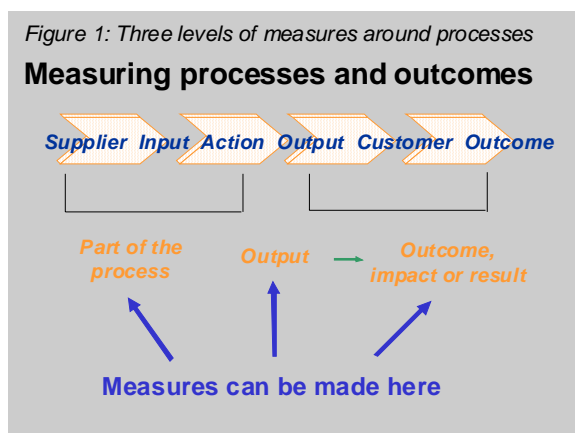 Figure 1: Three levels of measures around processes
Measuring processes and outcomes
Supplier Input Action Output Customer Outcome
Part of the
process
Output
Outcome,
impact or result
Measures can be made here